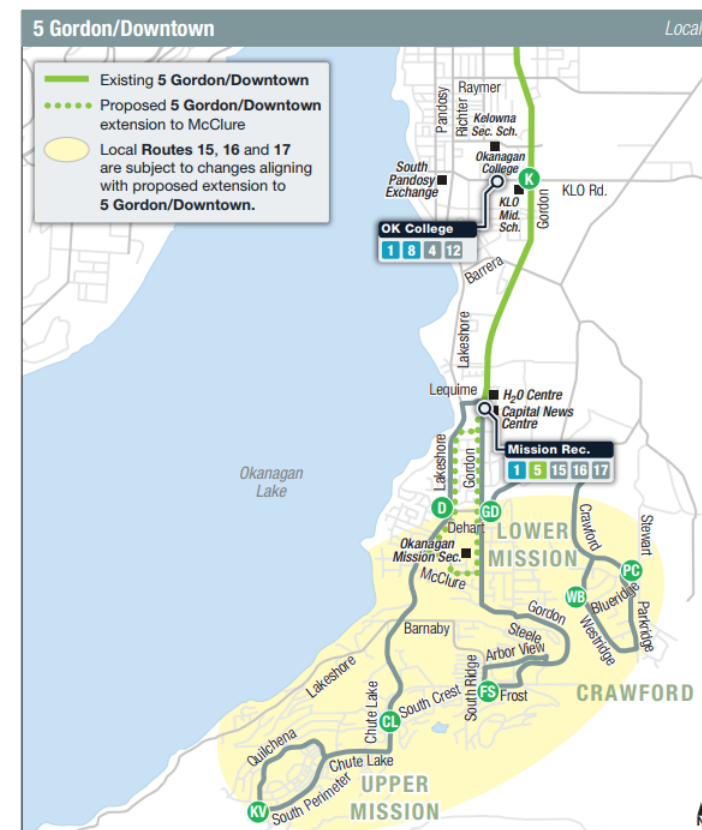 5 Gordon/Downtown
Local
Existing 5 Gordon/Downtown
Proposed 5 Gordon/Downtown
extension to McClure
Local Routes 15, 16 and 17
are subject to changes aligning
with proposed extension to
5 Gordon/Downtown.
Pandosy
Richter
Raymer
Kelowna
Sec. Sch.
Okanagan
College
South
Pandosy
Exchange
K
KLO Rd.
KLO
Mid.
Sch.
Gordon
OK College
1 8 4 12
Barrera
Lakeshore
Lequime
H₂0 Centre
Capital News
Centre
Mission Rec.
1 5 15 16 17
Okanagan
Lake
Lakeshore
Gordon
D
GD
Dehart
LOWER
MISSION
Crawford
Stewart
Okanagan
Mission Sec.
McClure
PC
WB
Blueridge
Parkridge
Westridge
Gordon
Steele
Arbor View
Barnaby
Lakeshore
South Ridge
FS
Frost
CRAWFORD
Chute Lake
CL
South Crest
Quilchena
Chute Lake
KV
South Perimeter
UPPER
MISSION